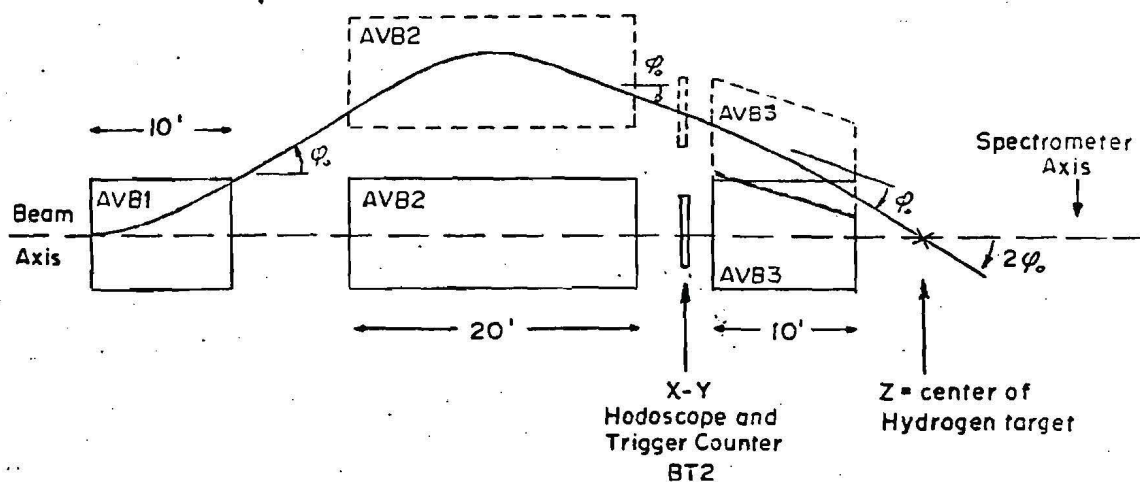 AVB2
φ₀
10'
AVB3
φ₀
Spectrometer
Axis
AVB1
AVB2
φ₀
Beam
Axis
AVB3
2φ₀
20'
10'
X-Y
Hodoscope and
Trigger Counter
BT2
Z = center of
Hydrogen target